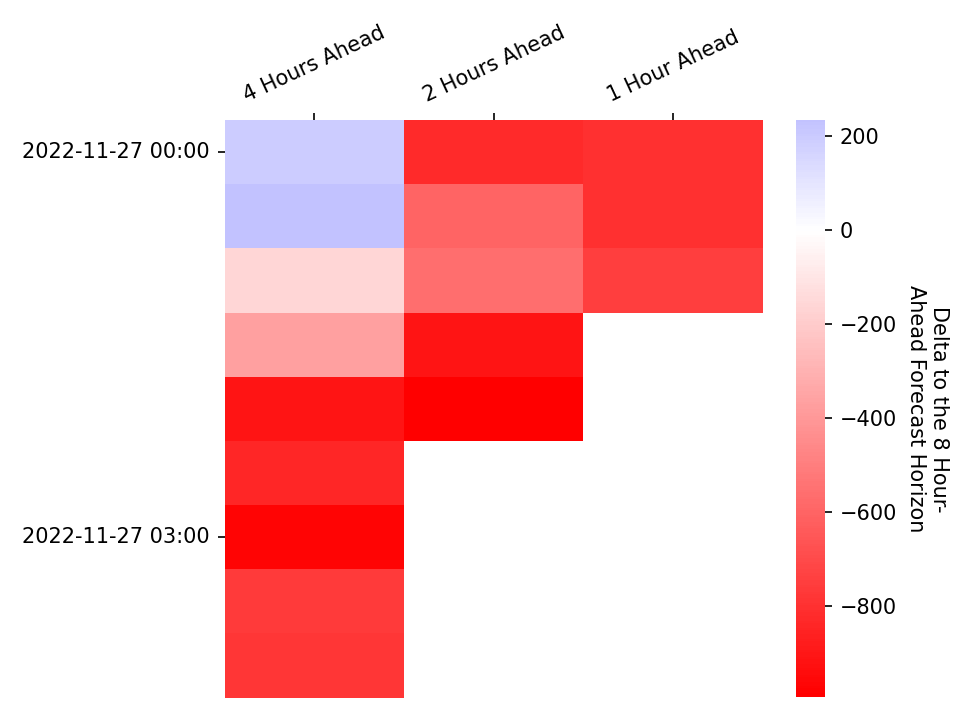 4 Hours Ahead
2 Hours Ahead
1 Hour Ahead
2022-11-27 00:00
2022-11-27 03:00
200
0
−200
−400
−600
−800
Delta to the 8 Hour-
Ahead Forecast Horizon